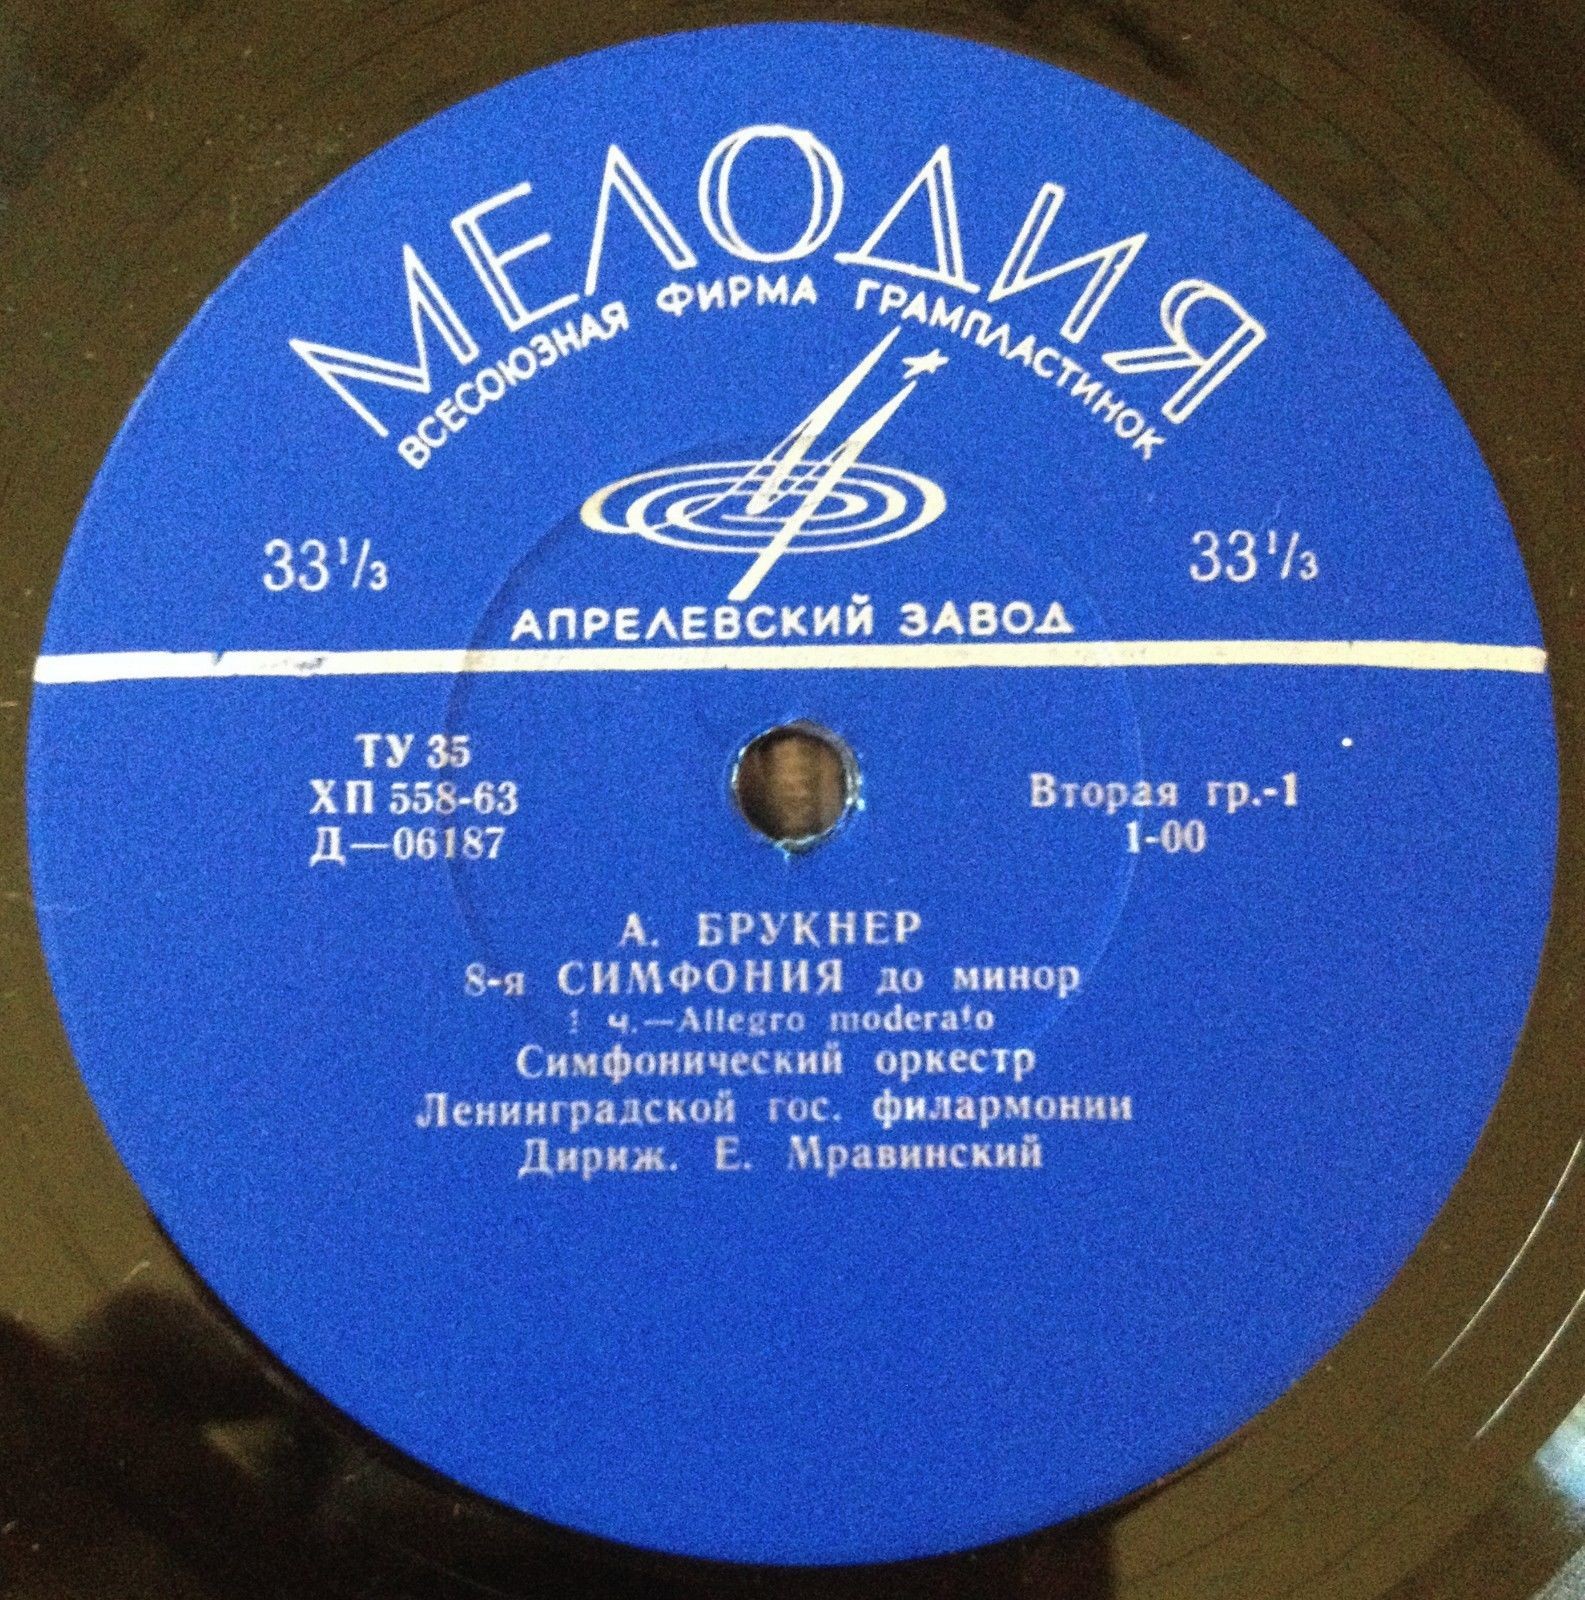 МЕЛОДИЯ
ВСЕСОЮЗНАЯ ФИРМА ГРАМПЛАСТИНОК
33⅓ 33⅓
АПРЕЛЕВСКИЙ ЗАВОД
ТУ 35
ХП 558-63
Д—06187
Вторая гр.-1
1-00
А. БРУКНЕР
8-я СИМФОНИЯ до минор
1 ч.—Allegro moderato
Симфонический оркестр
Ленинградской гос. филармонии
Дириж. Е. Мравинский